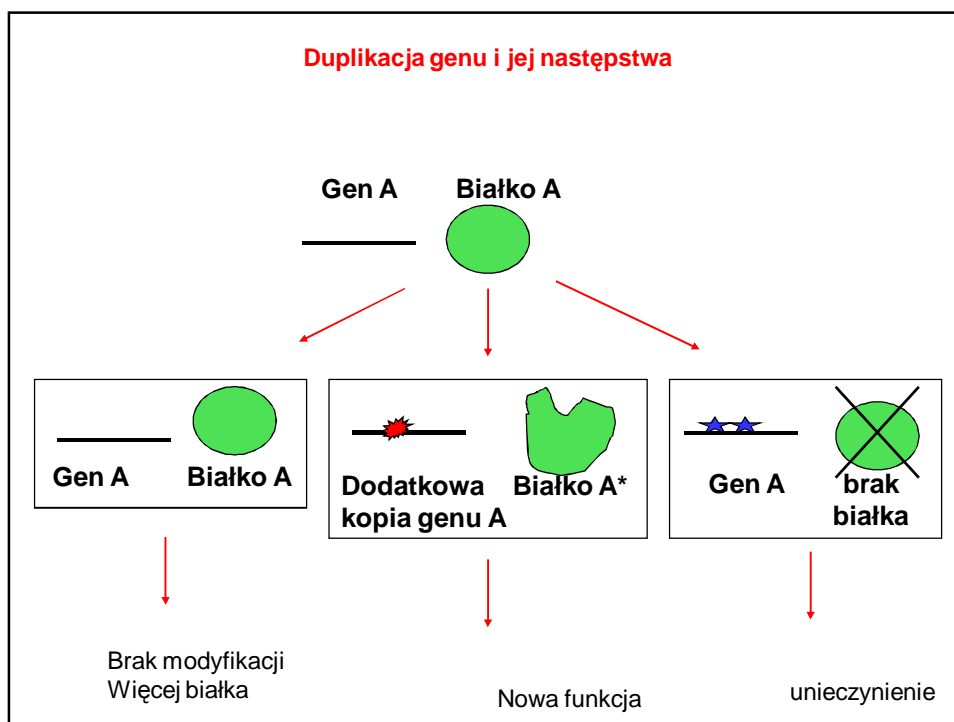 Duplikacja genu i jej następstwa
Gen A
Białko A
Gen A
Białko A
Dodatkowa
kopia genu A
Białko A*
Gen A
brak
białka
Brak modyfikacji
Więcej białka
Nowa funkcja
unieczynienie